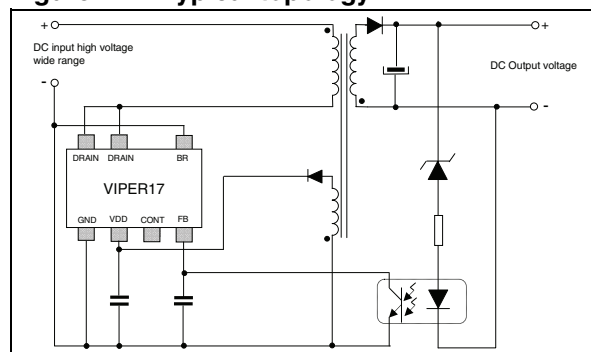 +
+
DC input high voltage
wide range
DC Output voltage
-
-
DRAIN DRAIN BR
VIPER17
GND VDD CONT FB